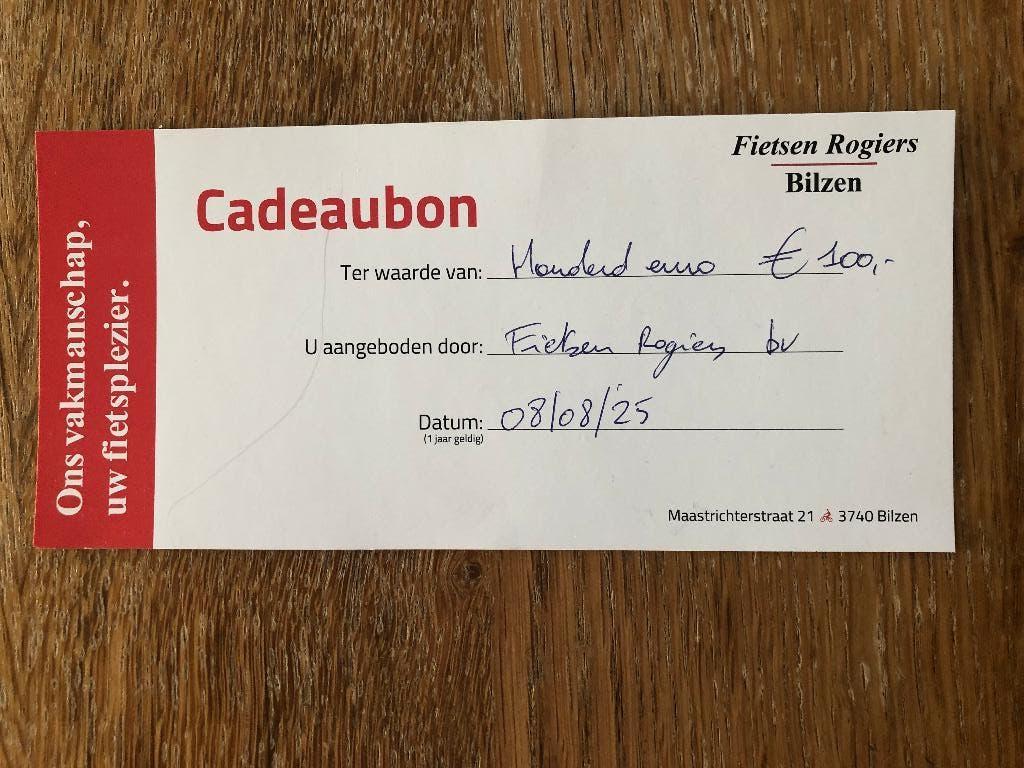 Ons vakmanschap,
uw fietsplezier.
Fietsen Rogiers
Bilzen
Cadeaubon
Ter waarde van: Honderd euro € 100,-
U aangeboden door: Fietsen Rogiers bv
Datum: 08/08/'25
(1 jaar geldig)
Maastrichterstraat 21 3740 Bilzen